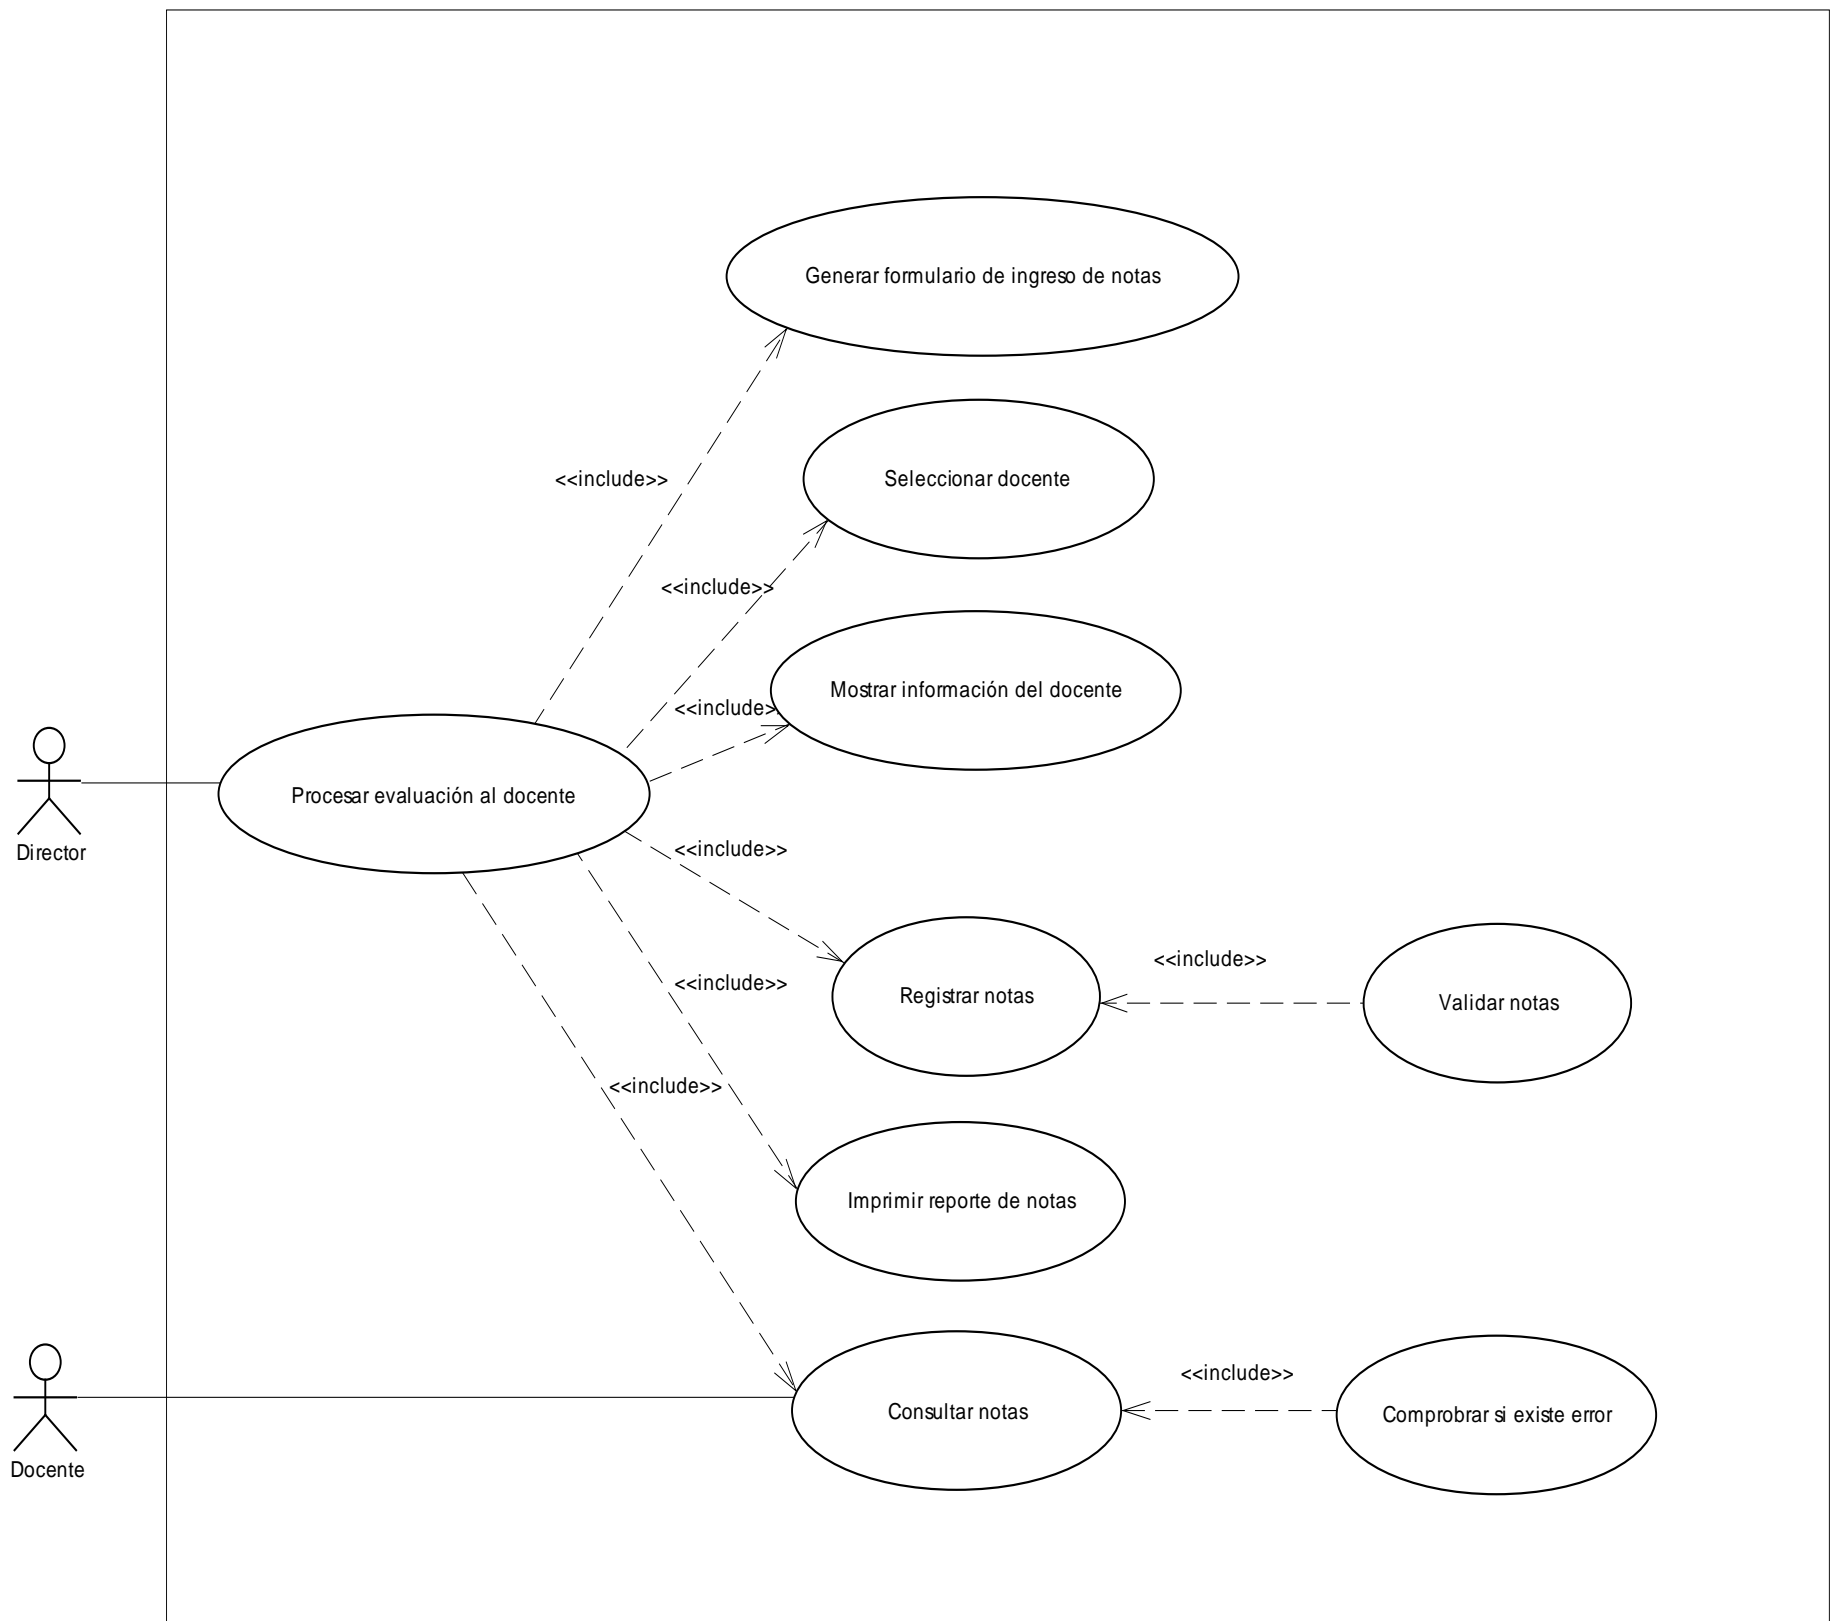 Generar formulario de ingreso de notas
<<include>>
Seleccionar docente
<<include>>
Mostrar información del docente
<<include>>
Procesar evaluación al docente
Director
<<include>>
<<include>>
Registrar notas
<<include>>
Validar notas
<<include>>
Imprimir reporte de notas
Docente
Consultar notas
<<include>>
Comprobrar si existe error